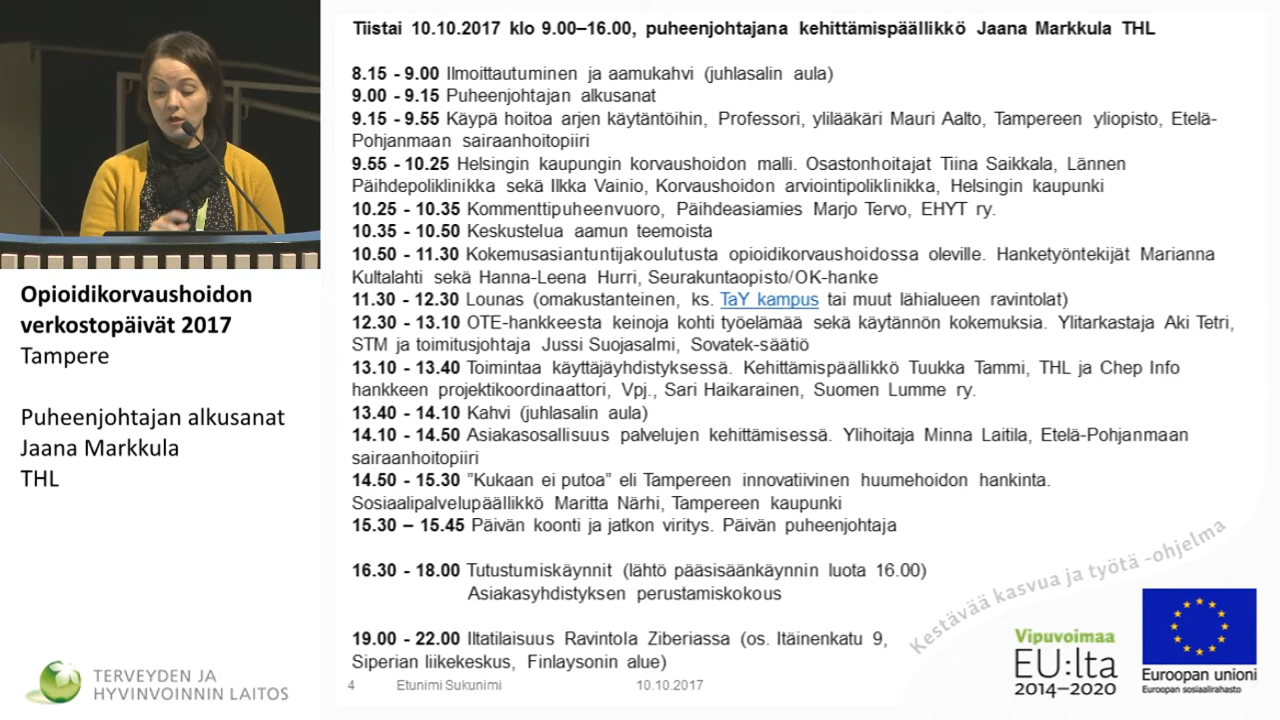 Tiistai 10.10.2017 klo 9.00–16.00, puheenjohtajana kehittämispäällikkö Jaana Markkula THL
8.15 - 9.00 Ilmoittautuminen ja aamukahvi (juhlasalin aula)
9.00 - 9.15 Puheenjohtajan alkusanat
9.15 - 9.55 Käypä hoitoa arjen käytäntöihin, Professori, ylilääkäri Mauri Aalto, Tampereen yliopisto, Etelä-
Pohjanmaan sairaanhoitopiiri
9.55 - 10.25 Helsingin kaupungin korvaushoidon malli. Osastonhoitajat Tiina Saikkala, Lännen
Päihdepoliklinikka sekä Ilkka Vainio, Korvaushoidon arviointipoliklinikka, Helsingin kaupunki
10.25 - 10.35 Kommenttipuheenvuoro, Päihdeasiamies Marjo Tervo, EHYT ry.
10.35 - 10.50 Keskustelua aamun teemoista
10.50 - 11.30 Kokemusasiantuntijakoulutusta opioidikorvaushoidossa oleville. Hanketyöntekijät Marianna
Kultalahti sekä Hanna-Leena Hurri, Seurakuntaopisto/OK-hanke
11.30 - 12.30 Lounas (omakustanteinen, ks. TaY kampus tai muut lähialueen ravintolat)
12.30 - 13.10 OTE-hankkeesta keinoja kohti työelämää sekä käytännön kokemuksia. Ylitarkastaja Aki Tetri,
STM ja toimitusjohtaja Jussi Suojasalmi, Sovatek-säätiö
13.10 - 13.40 Toimintaa käyttäjäyhdistyksessä. Kehittämispäällikkö Tuukka Tammi, THL ja Chep Info
hankkeen projektikoordinaattori, Vpj., Sari Haikarainen, Suomen Lumme ry.
13.40 - 14.10 Kahvi (juhlasalin aula)
14.10 - 14.50 Asiakasosallisuus palvelujen kehittämisessä. Ylihoitaja Minna Laitila, Etelä-Pohjanmaan
sairaanhoitopiiri
14.50 - 15.30 ”Kukaan ei putoa” eli Tampereen innovatiivinen huumehoidon hankinta.
Sosiaalipalvelupäällikkö Maritta Närhi, Tampereen kaupunki
15.30 – 15.45 Päivän koonti ja jatkon viritys. Päivän puheenjohtaja
16.30 - 18.00 Tutustumiskäynnit (lähtö pääsisäänkäynnin luota 16.00)
Asiakasyhdistyksen perustamiskokous
19.00 - 22.00 Iltatilaisuus Ravintola Ziberiassa (os. Itäinenkatu 9,
Siperian liikekeskus, Finlaysonin alue)
4 Etunimi Sukunimi 10.10.2017
Opioidikorvaushoidon
verkostopäivät 2017
Tampere
Puheenjohtajan alkusanat
Jaana Markkula
THL
TERVEYDEN JA
HYVINVOINNIN LAITOS
Kestävää kasvua ja työtä -ohjelma
Vipuvoimaa
EU:lta
2014–2020
Euroopan unioni
Euroopan sosiaalirahasto